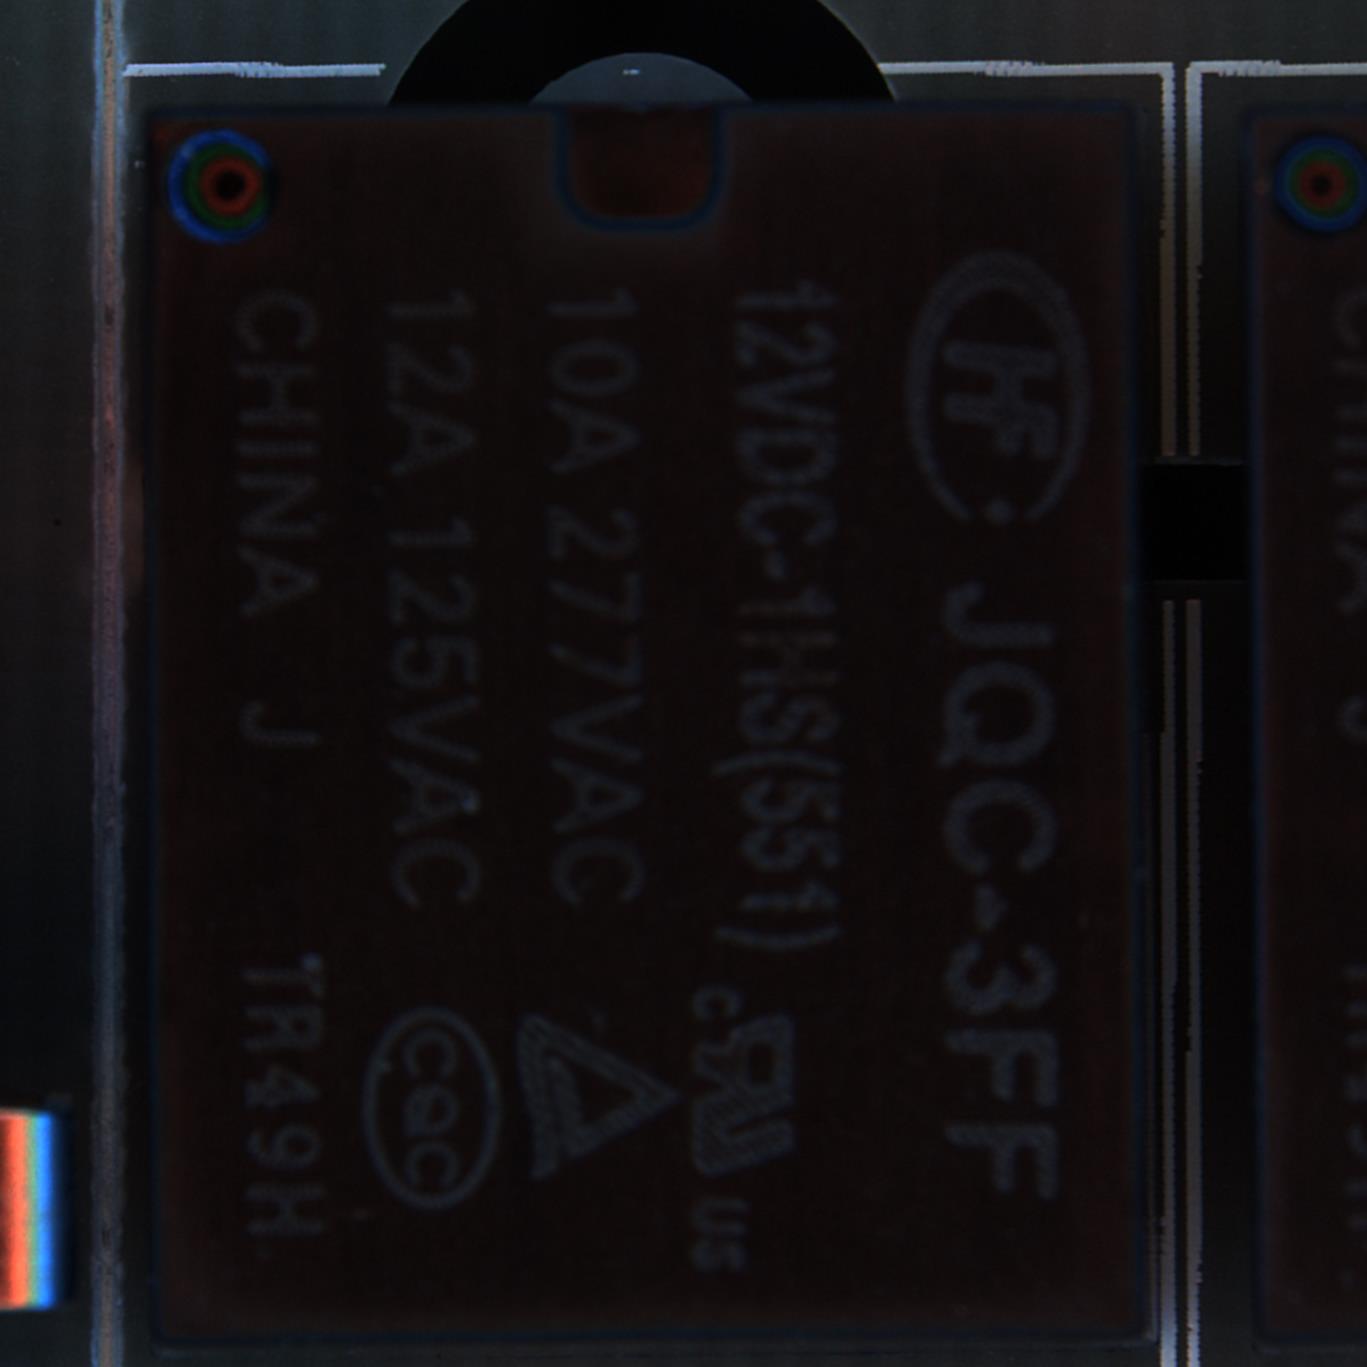 HF JQC-3FF
12VDC-1HS(551)
c US
10A 277VAC
12A 125VAC
CQC
CHINA J TR49H